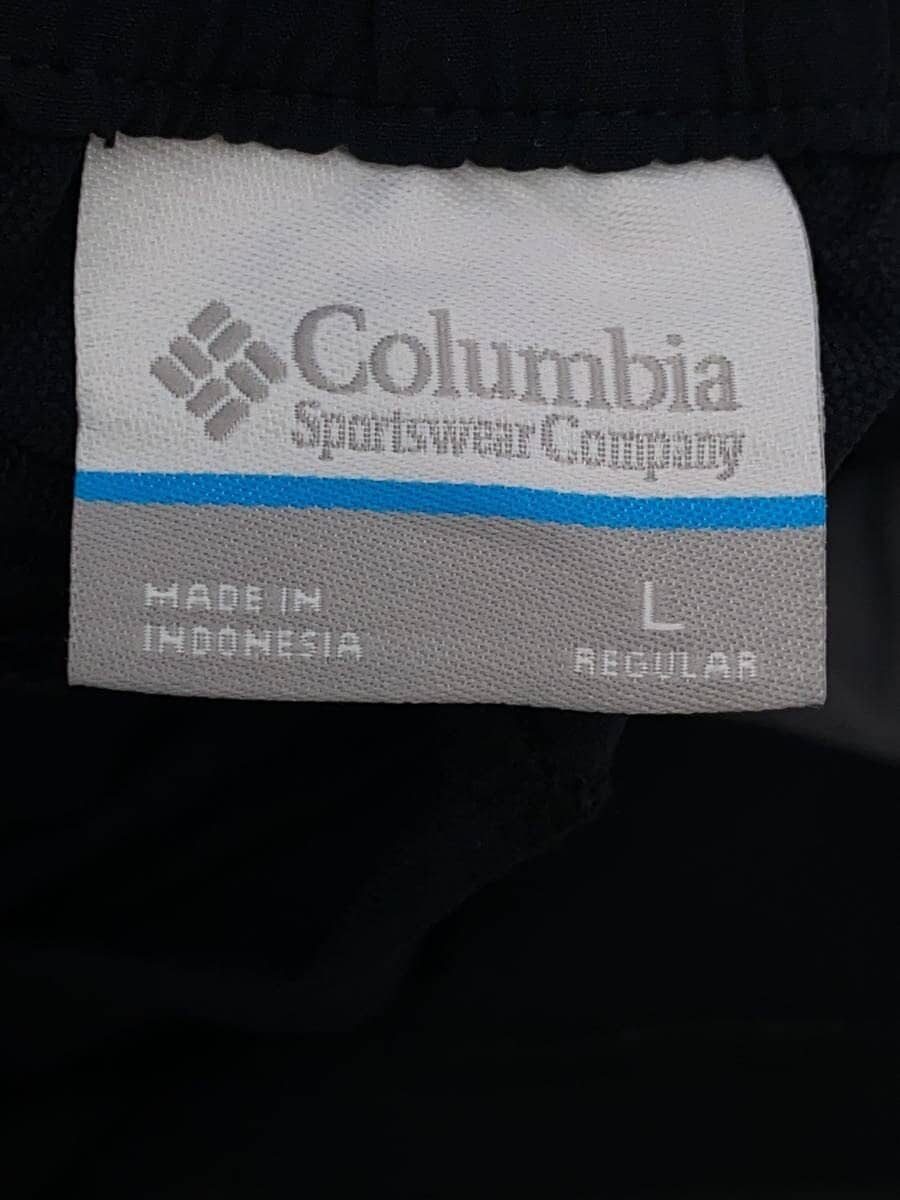 Columbia
Sportswear Company
MADE IN
INDONESIA
L
REGULAR